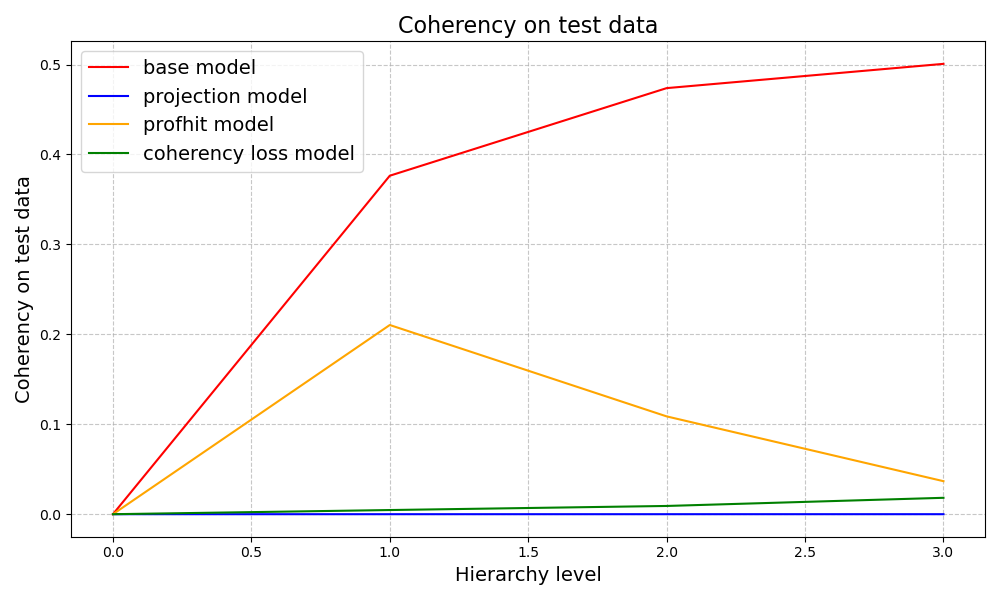 Coherency on test data
base model
projection model
profhit model
coherency loss model
Coherency on test data
0.5
0.4
0.3
0.2
0.1
0.0
0.0 0.5 1.0 1.5 2.0 2.5 3.0
Hierarchy level